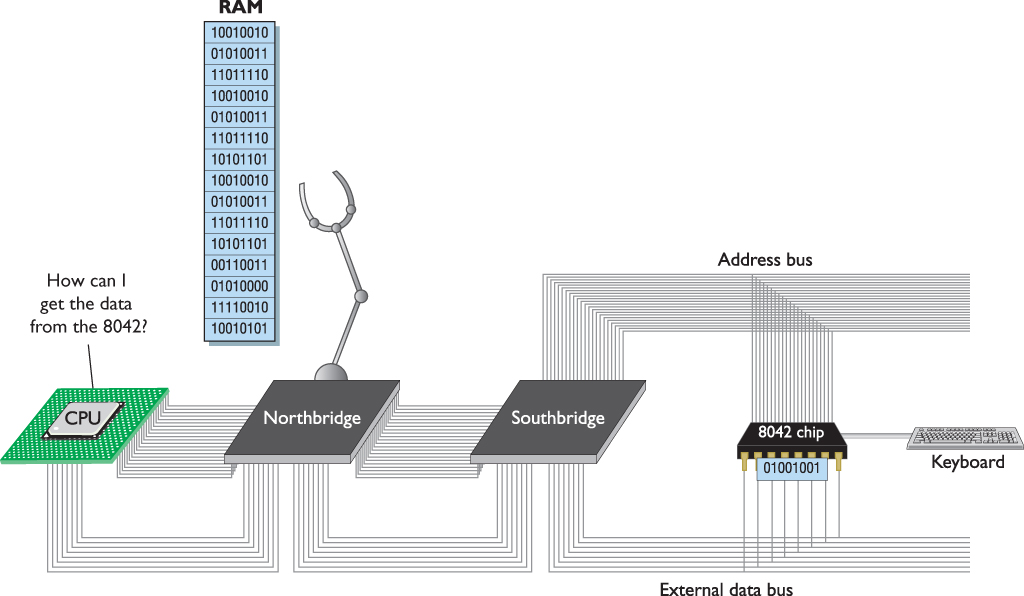 RAM
10010010
01010011
11011110
10010010
01010011
11011110
10101101
10010010
01010011
11011110
10101101
00110011
01010000
11110010
10010101
How can I
get the data
from the 8042?
CPU
Northbridge
Southbridge
Address bus
8042 chip
01001001
Keyboard
External data bus